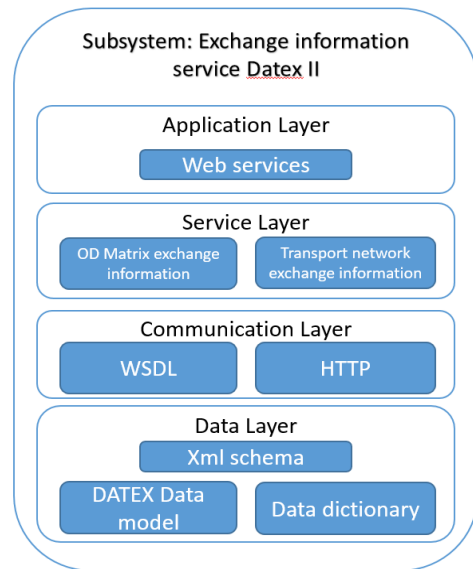 Subsystem: Exchange information
service Datex II
Application Layer
Web services
Service Layer
OD Matrix exchange
information
Transport network
exchange information
Communication Layer
WSDL
HTTP
Data Layer
Xml schema
DATEX Data
model
Data dictionary